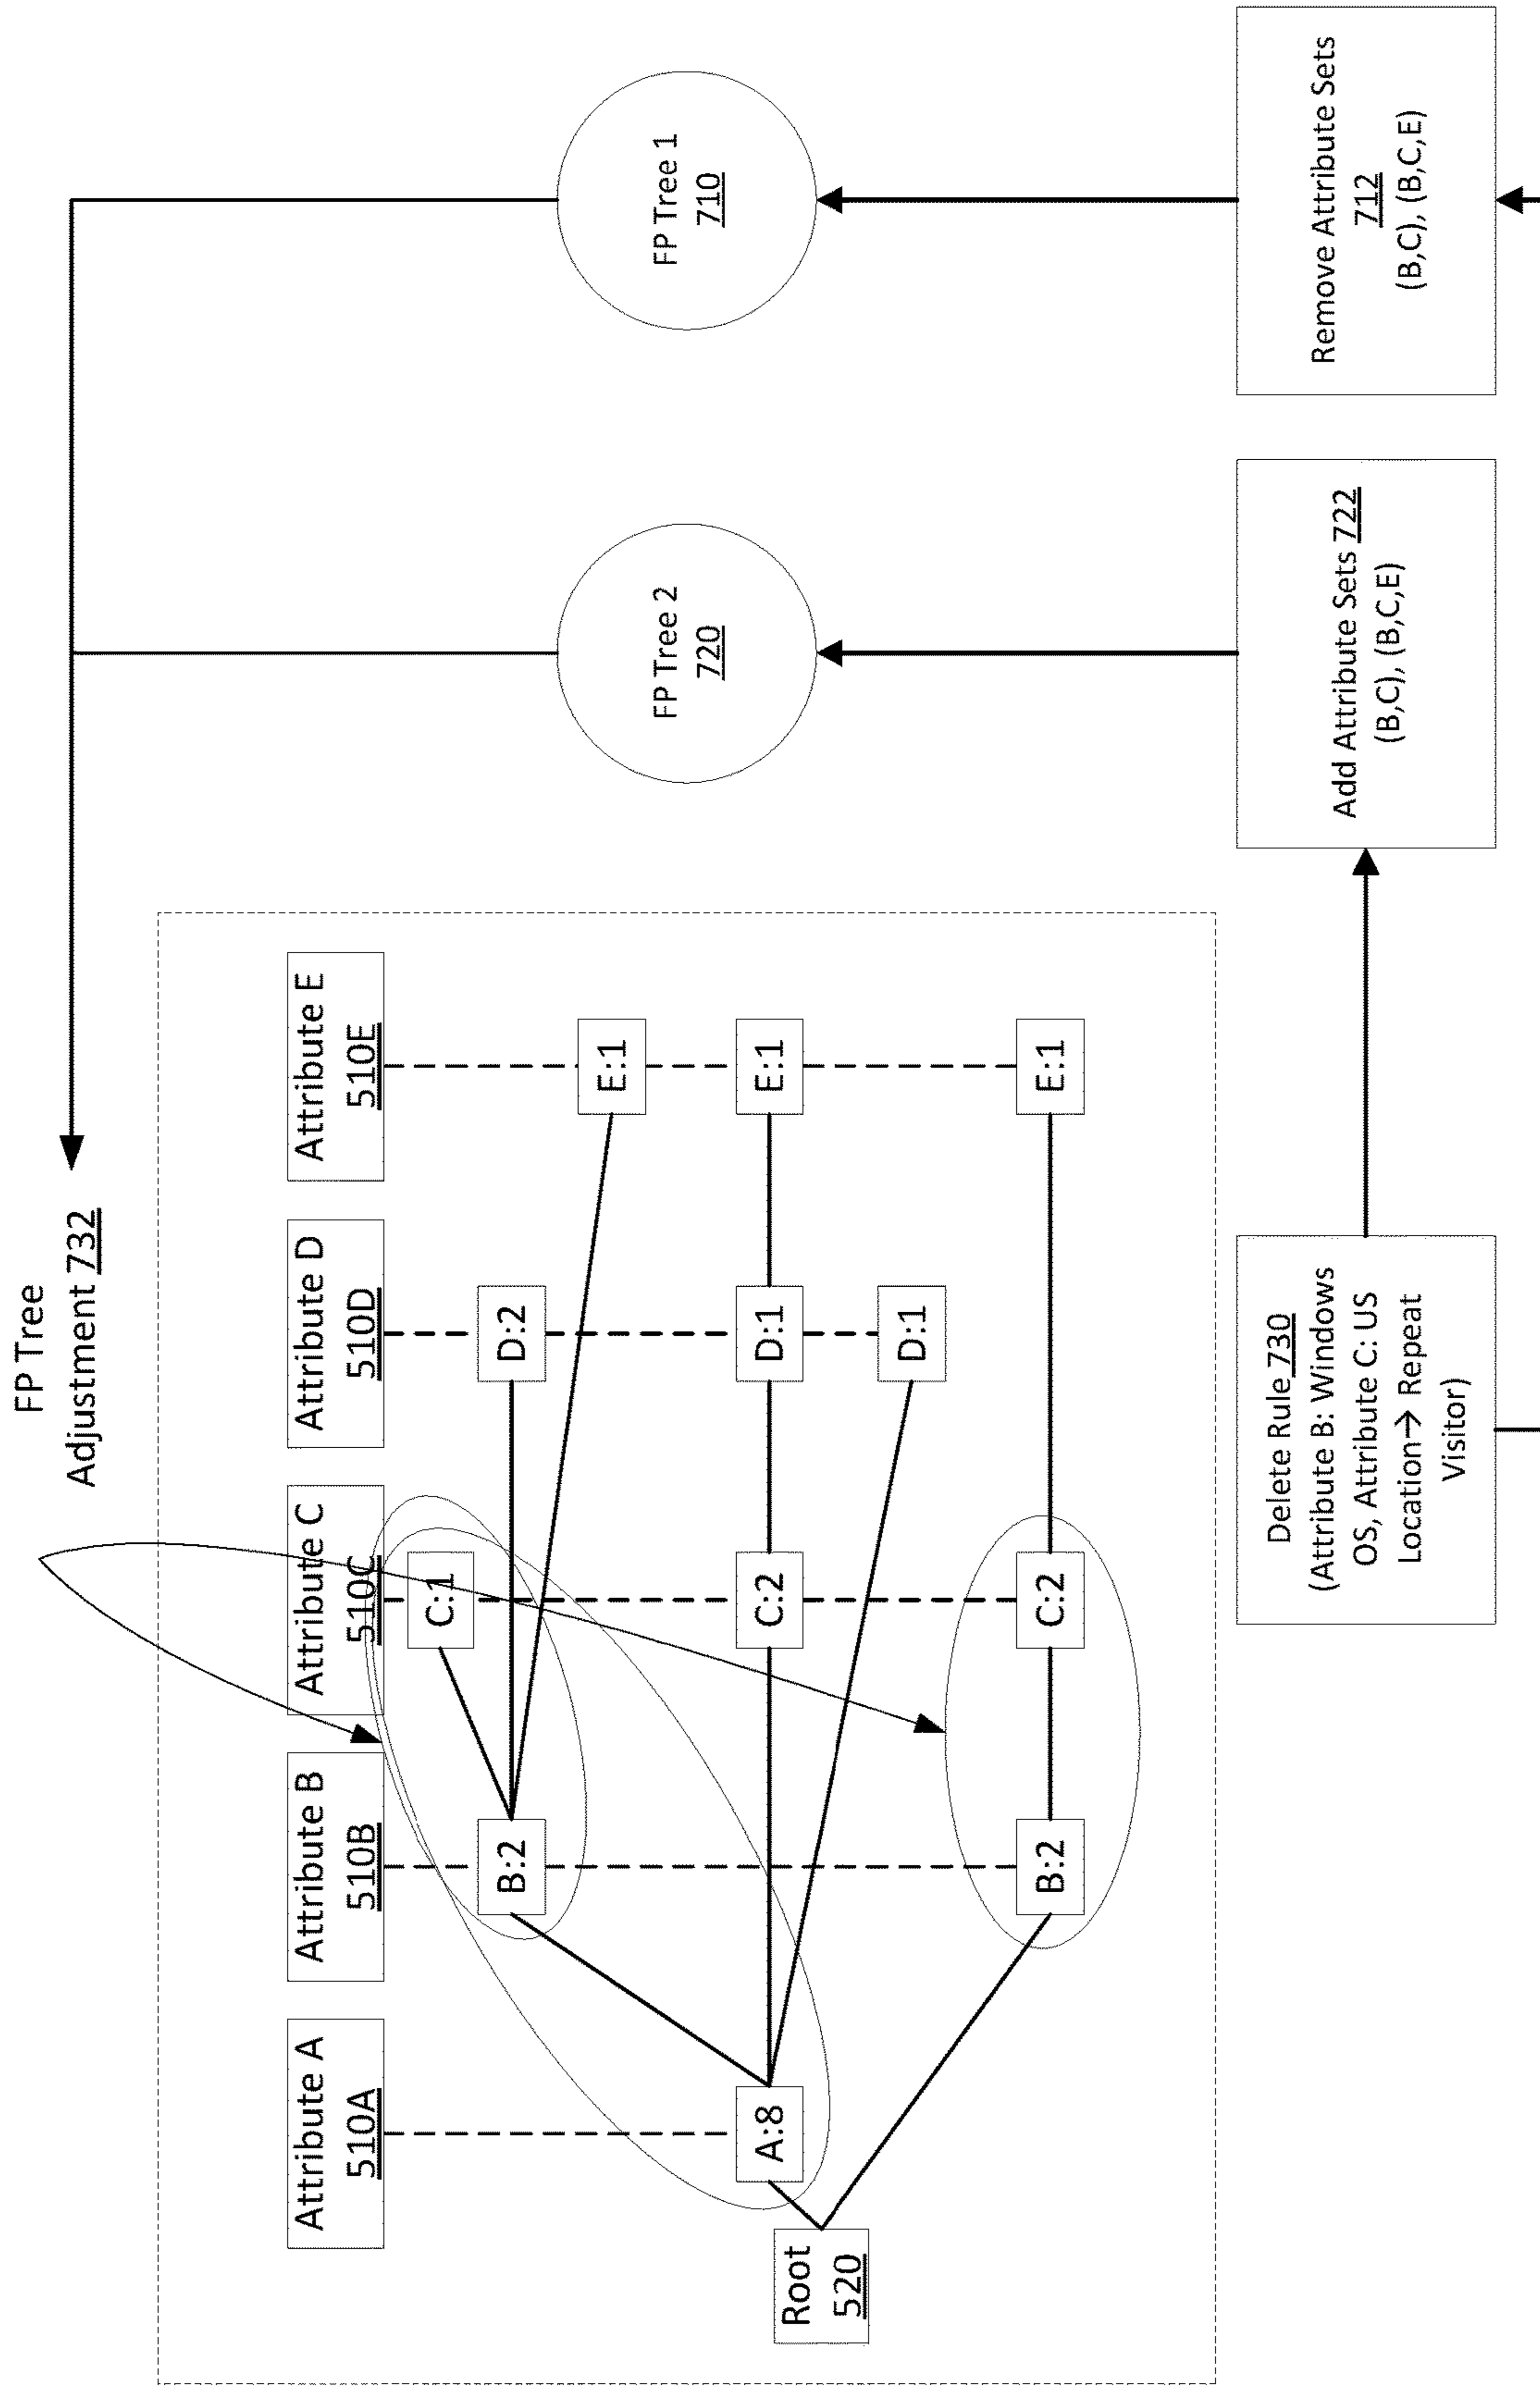 FP Tree
Adjustment 732
Attribute A
510A
Attribute B
510B
Attribute C
510C
Attribute D
510D
Attribute E
510E
C:1
B:2
D:2
E:1
Root
520
A:8
C:2
D:1
E:1
D:1
B:2
C:2
E:1
FP Tree 2
720
FP Tree 1
710
Delete Rule 730
(Attribute B: Windows
OS, Attribute C: US
Location→ Repeat
Visitor)
Add Attribute Sets 722
(B,C), (B,C,E)
Remove Attribute Sets
712
(B,C), (B,C,E)